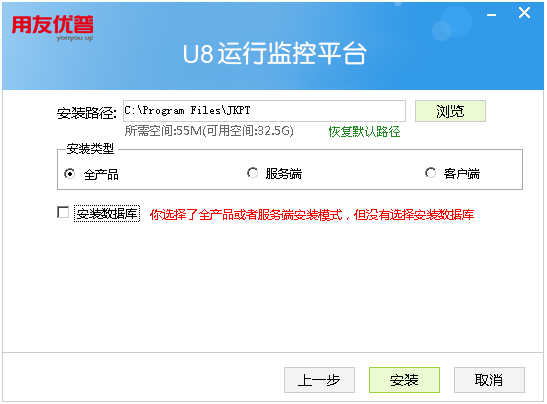 用友优普
yonyou up
U8运行监控平台
安装路径: C:\Program Files\JKPT 浏览
所需空间:55M(可用空间:32.5G) 恢复默认路径
安装类型
全产品 服务端 客户端
安装数据库 你选择了全产品或者服务端安装模式，但没有选择安装数据库
上一步 安装 取消